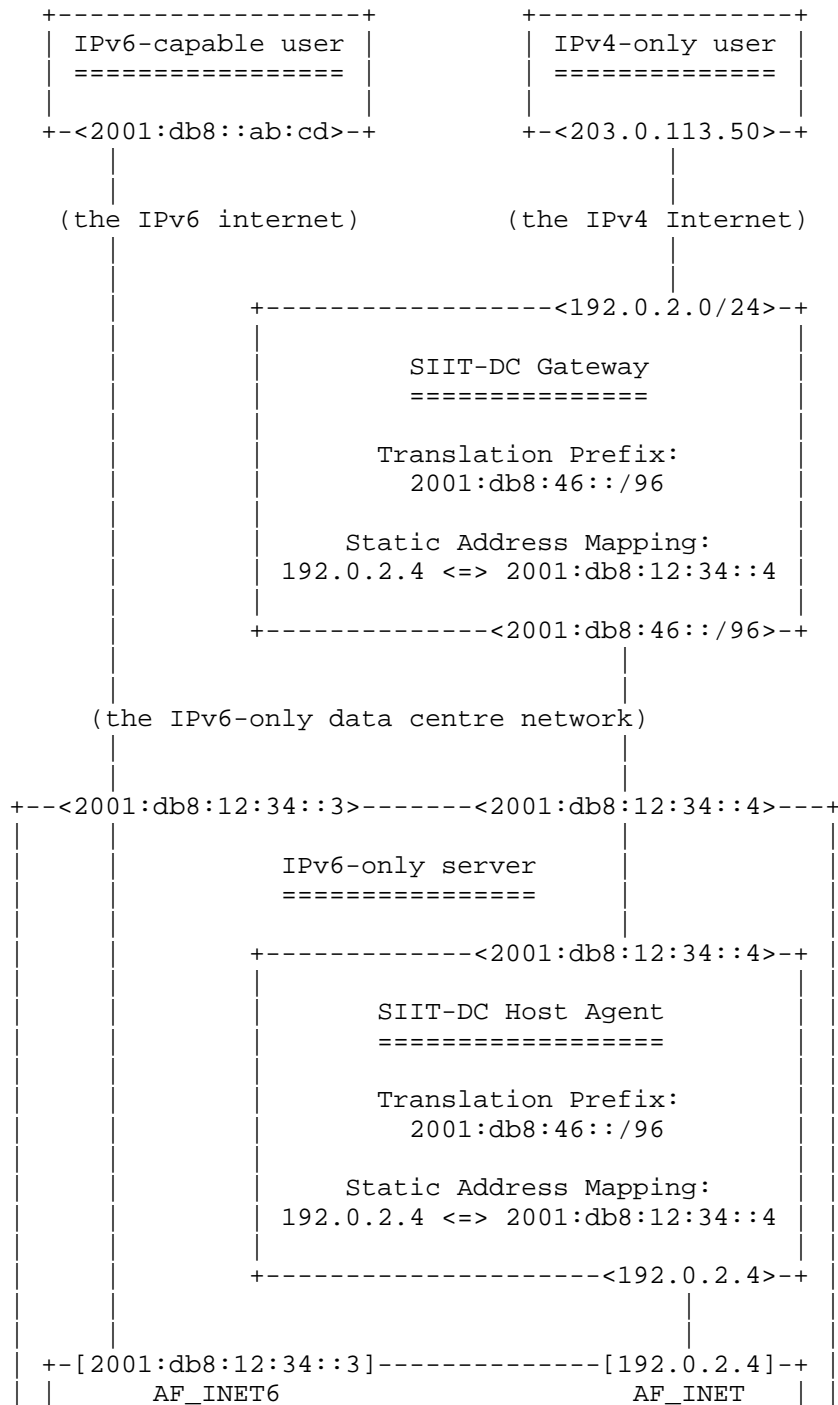 +--------------------+         +----------------+
| IPv6-capable user |         | IPv4-only user |
| ================= |         | ============== |
+-<2001:db8::ab:cd>-+         +-<203.0.113.50>-+
(the IPv6 internet)         (the IPv4 Internet)
+------------------<192.0.2.0/24>-+
SIIT-DC Gateway
===============
Translation Prefix:
2001:db8:46::/96
Static Address Mapping:
| 192.0.2.4 <=> 2001:db8:12:34::4 |
+--------------<2001:db8:46::/96>-+
(the IPv6-only data centre network)
+--<2001:db8:12:34::3>-------<2001:db8:12:34::4>---+
IPv6-only server
================
+-------------<2001:db8:12:34::4>-+
SIIT-DC Host Agent
==================
Translation Prefix:
2001:db8:46::/96
Static Address Mapping:
| 192.0.2.4 <=> 2001:db8:12:34::4 |
+---------------------<192.0.2.4>-+
+-[2001:db8:12:34::3]--------------[192.0.2.4]-+
AF_INET6                     AF_INET